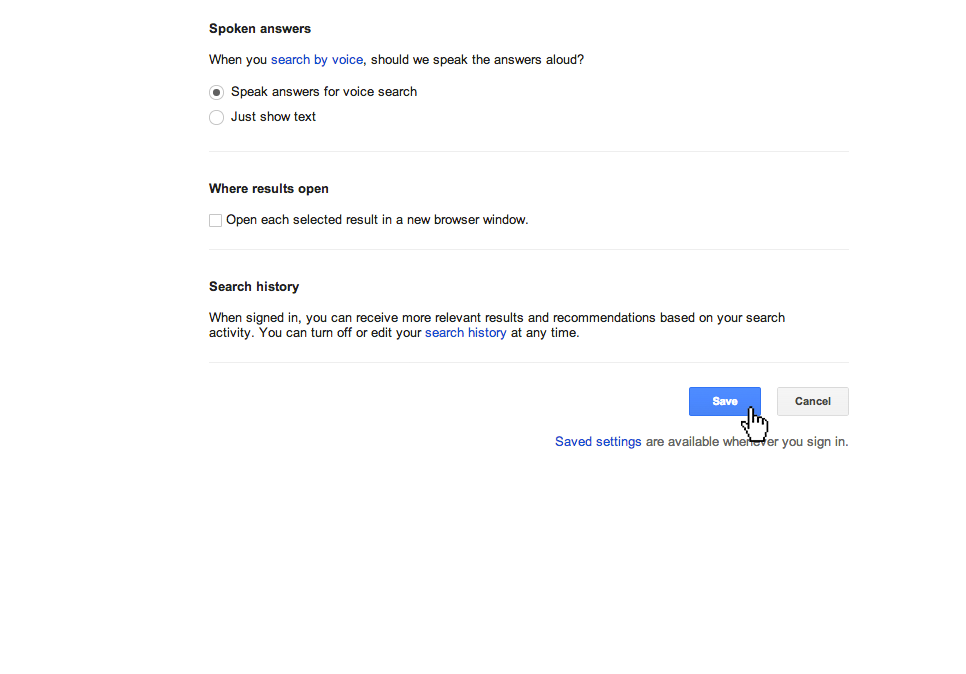 Spoken answers
When you search by voice, should we speak the answers aloud?
Speak answers for voice search
Just show text
Where results open
Open each selected result in a new browser window.
Search history
When signed in, you can receive more relevant results and recommendations based on your search
activity. You can turn off or edit your search history at any time.
Save Cancel
Saved settings are available whenever you sign in.